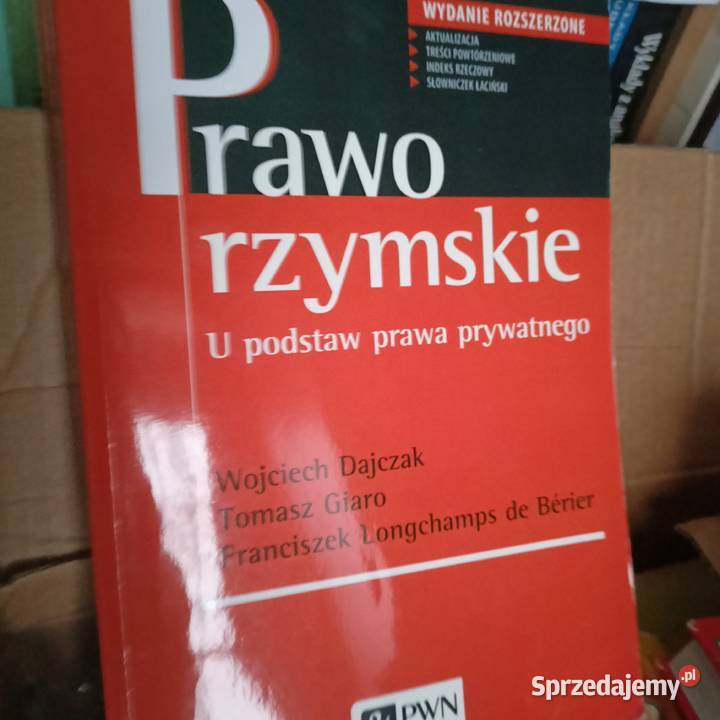 WYDANIE ROZSZERZONE
AKTUALIZACJA
TREŚCI POWTÓRZENIOWE
INDEKS RZECZOWY
SŁOWNICZEK ŁACIŃSKI
Prawo
rzymskie
U podstaw prawa prywatnego
Wojciech Dajczak
Tomasz Giaro
Franciszek Longchamps de Bérier
PWN
Wykłady z
Sprzedajemy.pl